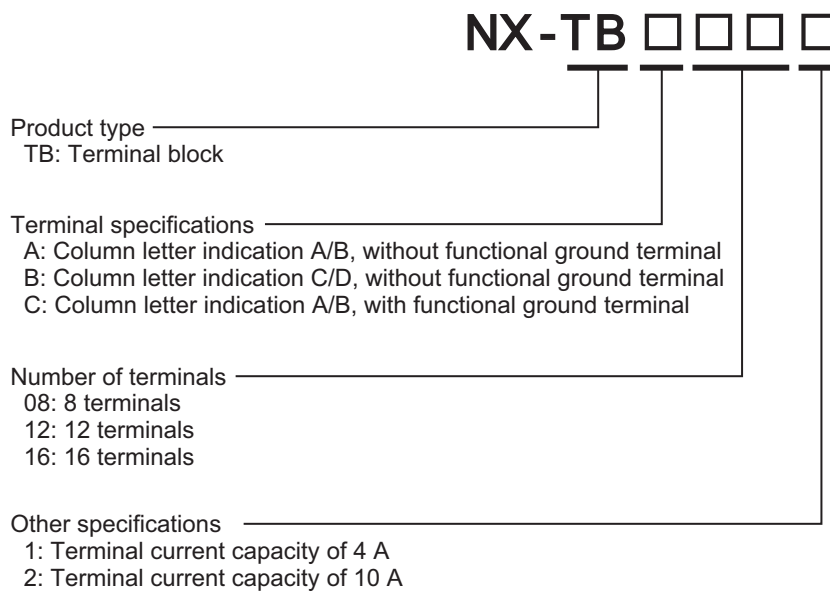 NX-TB □ □ □ □
Product type
TB: Terminal block
Terminal specifications
A: Column letter indication A/B, without functional ground terminal
B: Column letter indication C/D, without functional ground terminal
C: Column letter indication A/B, with functional ground terminal
Number of terminals
08: 8 terminals
12: 12 terminals
16: 16 terminals
Other specifications
1: Terminal current capacity of 4 A
2: Terminal current capacity of 10 A